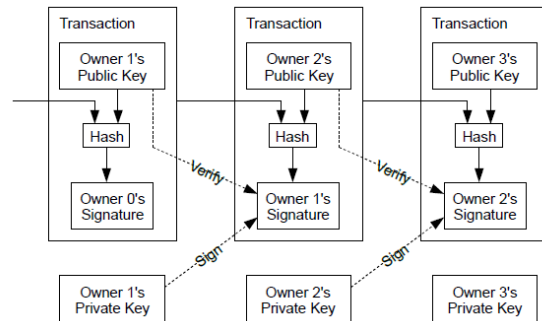 Transaction
Owner 1's
Public Key
Hash
Owner 0's
Signature
Transaction
Owner 2's
Public Key
Hash
Verify
Owner 1's
Signature
Sign
Transaction
Owner 3's
Public Key
Hash
Verify
Owner 2's
Signature
Sign
Owner 1's
Private Key
Owner 2's
Private Key
Owner 3's
Private Key